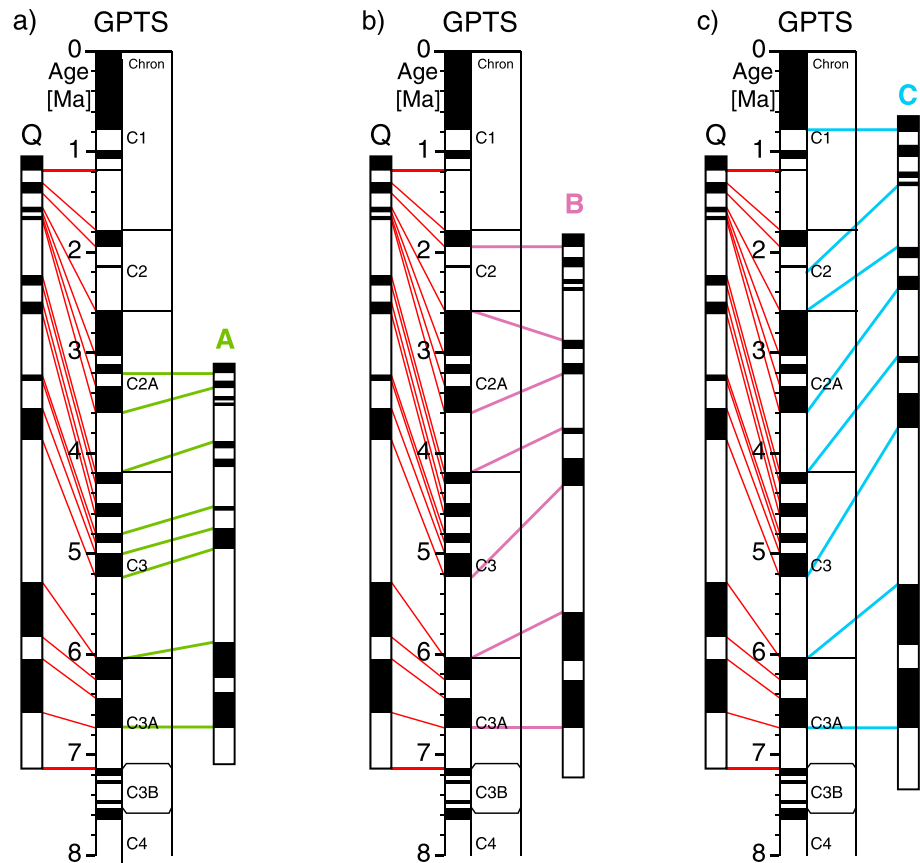 a) GPTS
0
Age
[Ma]
Chron
Q
C1
1
2
C2
3
A
C2A
4
5
C3
6
C3A
7
C3B
C4
8
b) GPTS
0
Age
[Ma]
Chron
Q
C1
1
B
2
C2
3
C2A
4
5
C3
6
C3A
7
C3B
C4
8
c) GPTS
0
Age
[Ma]
Chron
C
Q
C1
1
2
C2
3
C2A
4
5
C3
6
C3A
7
C3B
C4
8